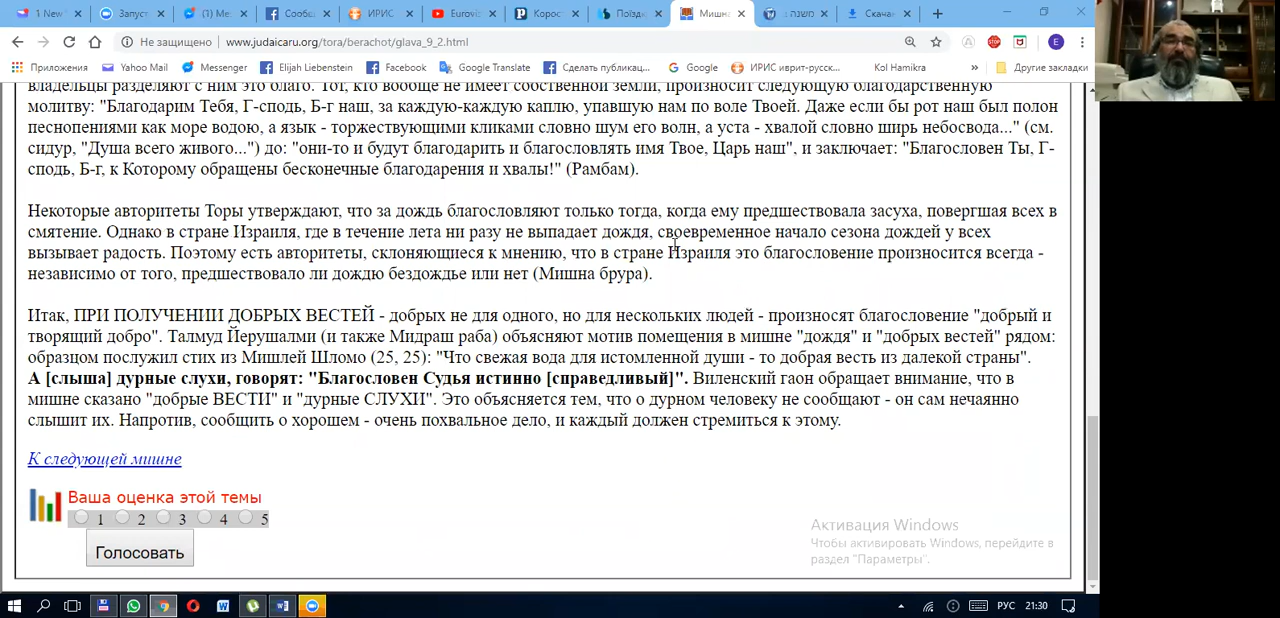 1 New
Запуст
(1) Me
Сообщ
ИРИС
Eurovi
Корост
Поїзд
Мишн
משנה ב
Скачат
Не защищено | www.judaicaru.org/tora/berachot/glava_9_2.html
Приложения Yahoo Mail Messenger Elijah Liebenstein Facebook Google Translate Сделать публикац... Google ИРИС иврит-русск... Kol Hamikra » Другие закладки
владельцы разделяют с ним это благо. Тот, кто вообще не имеет собственной земли, произносит следующую благодарственную
молитву: "Благодарим Тебя, Г-сподь, Б-г наш, за каждую-каждую каплю, упавшую нам по воле Твоей. Даже если бы рот наш был полон
песнопениями как море водою, а язык - торжествующими кликами словно шум его волн, а уста - хвалой словно ширь небосвода..." (см.
сидур, "Душа всего живого...") до: "они-то и будут благодарить и благословлять имя Твое, Царь наш", и заключает: "Благословен Ты, Г-
сподь, Б-г, к Которому обращены бесконечные благодарения и хвалы!" (Рамбам).
Некоторые авторитеты Торы утверждают, что за дождь благословляют только тогда, когда ему предшествовала засуха, повергшая всех в
смятение. Однако в стране Израиля, где в течение лета ни разу не выпадает дождя, своевременное начало сезона дождей у всех
вызывает радость. Поэтому есть авторитеты, склоняющиеся к мнению, что в стране Израиля это благословение произносится всегда -
независимо от того, предшествовало ли дождю бездождье или нет (Мишна брура).
Итак, ПРИ ПОЛУЧЕНИИ ДОБРЫХ ВЕСТЕЙ - добрых не для одного, но для нескольких людей - произносят благословение "добрый и
творящий добро". Талмуд Йерушалми (и также Мидраш раба) объясняют мотив помещения в мишне "дождя" и "добрых вестей" рядом:
образцом послужил стих из Мишлей Шломо (25, 25): "Что свежая вода для истомленной души - то добрая весть из далекой страны".
А [слыша] дурные слухи, говорят: "Благословен Судья истинно [справедливый]". Виленский гаон обращает внимание, что в
мишне сказано "добрые ВЕСТИ" и "дурные СЛУХИ". Это объясняется тем, что о дурном человеку не сообщают - он сам нечаянно
слышит их. Напротив, сообщить о хорошем - очень похвальное дело, и каждый должен стремиться к этому.
К следующей мишне
Ваша оценка этой темы
1 2 3 4 5
Голосовать
Активация Windows
Чтобы активировать Windows, перейдите в
раздел "Параметры".
РУС 21:30